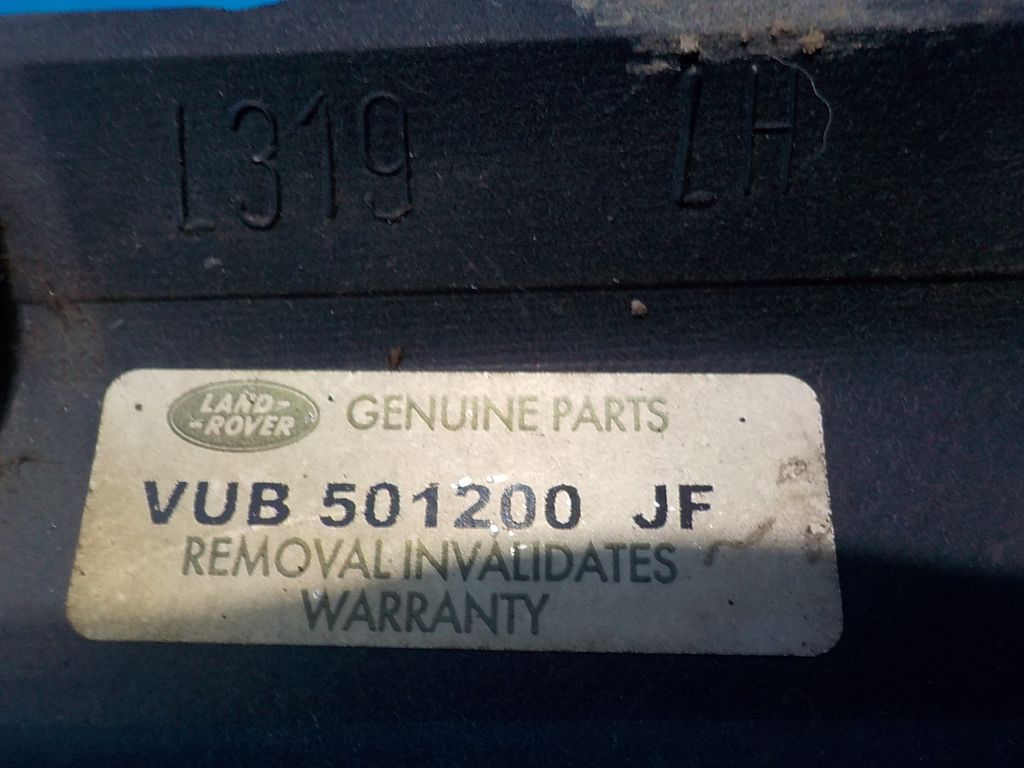 L319 LH
LAND-
-ROVER
GENUINE PARTS
VUB 501200 JF
REMOVAL INVALIDATES
WARRANTY